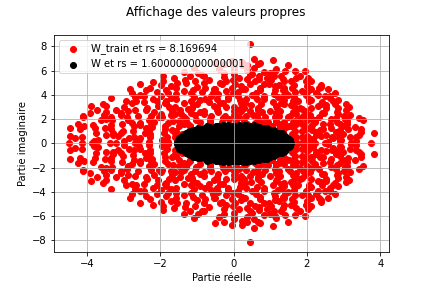 Affichage des valeurs propres
W_train et rs = 8.169694
W et rs = 1.600000000000001
Partie imaginaire
8
6
4
2
0
−2
−4
−6
−8
−4
−2
0
2
4
Partie réelle